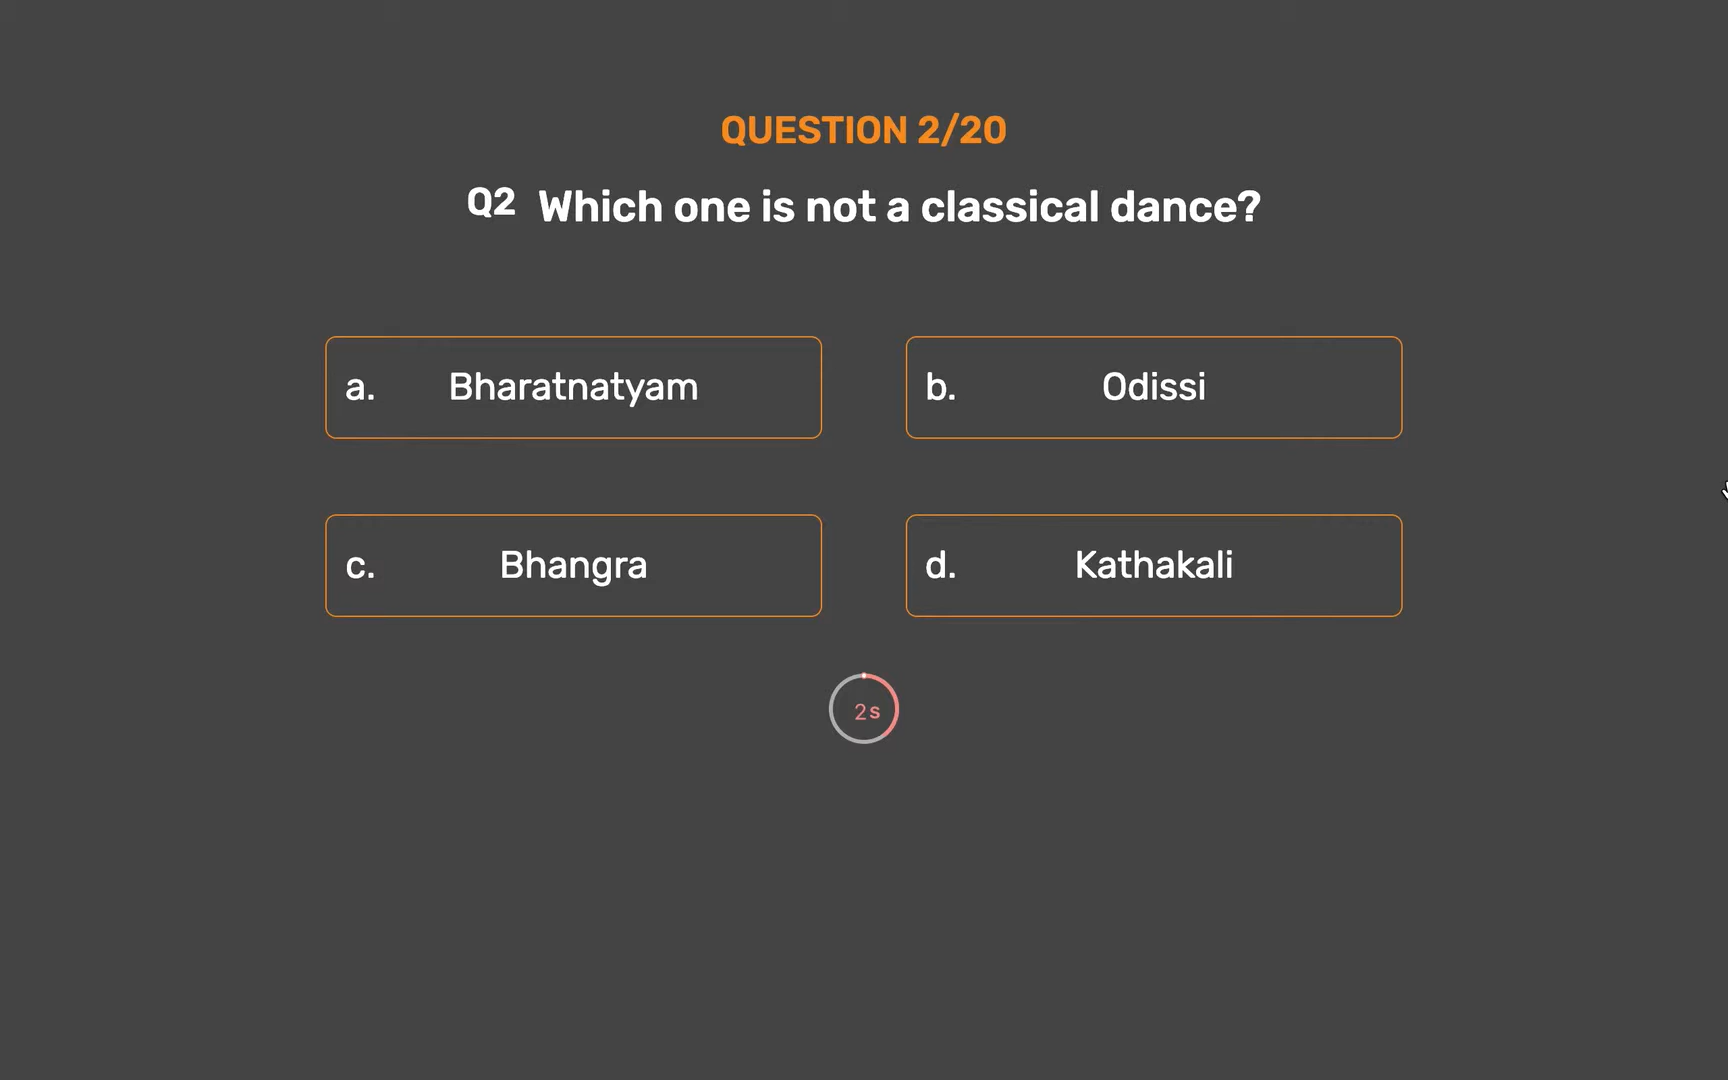 QUESTION 2/20
Q2 Which one is not a classical dance?
a. Bharatnatyam
b. Odissi
c. Bhangra
d. Kathakali
2s